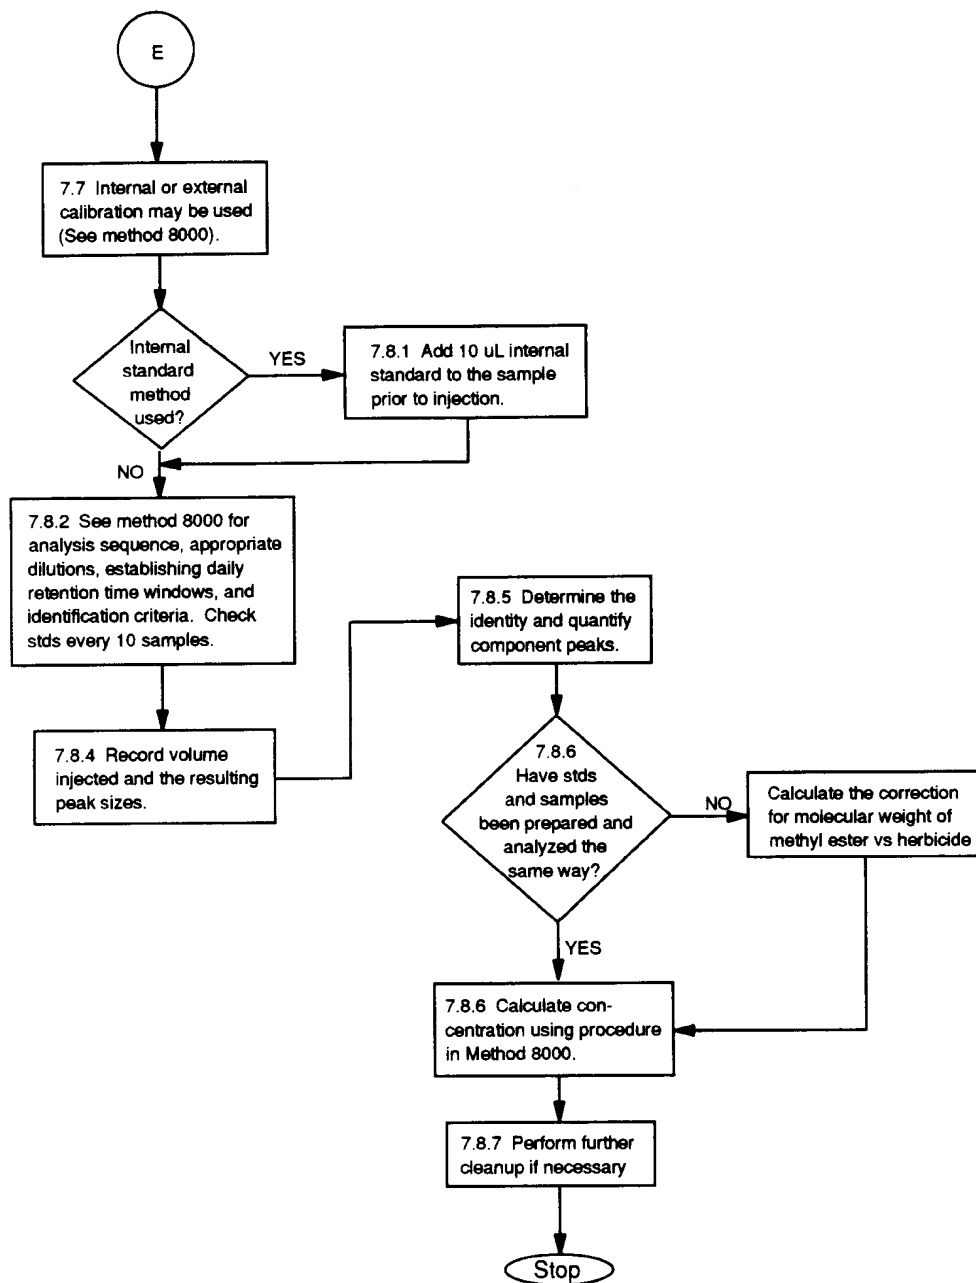 E
7.7 Internal or external
calibration may be used
(See method 8000).
Internal
standard
method
used?
YES
7.8.1 Add 10 uL internal
standard to the sample
prior to injection.
NO
7.8.2 See method 8000 for
analysis sequence, appropriate
dilutions, establishing daily
retention time windows, and
identification criteria. Check
stds every 10 samples.
7.8.4 Record volume
injected and the resulting
peak sizes.
7.8.5 Determine the
identity and quantify
component peaks.
7.8.6
Have stds
and samples
been prepared and
analyzed the
same way?
NO
Calculate the correction
for molecular weight of
methyl ester vs herbicide
YES
7.8.6 Calculate con-
centration using procedure
in Method 8000.
7.8.7 Perform further
cleanup if necessary
Stop